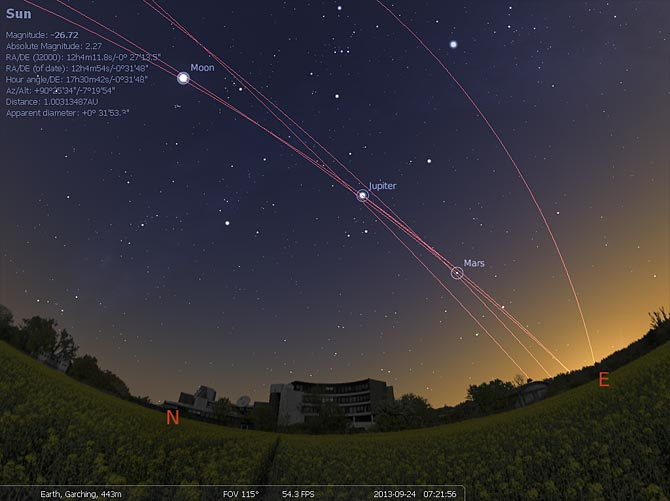 Sun
Magnitude: -26.72
Absolute Magnitude: 2.27
RA/DE (J2000): 12h4m11.8s/-0° 27'13.5"
RA/DE (of date): 12h4m54s/-0°31'48"
Hour angle/DE: 17h30m42s/-0°31'48"
Az/Alt: +90°25'34"/-7°19'54"
Distance: 1.00313487AU
Apparent diameter: +0° 31'53.3"
Moon
Jupiter
Mars
E
N
Earth, Garching, 443m FOV 115° 54.3 FPS 2013-09-24 07:21:56